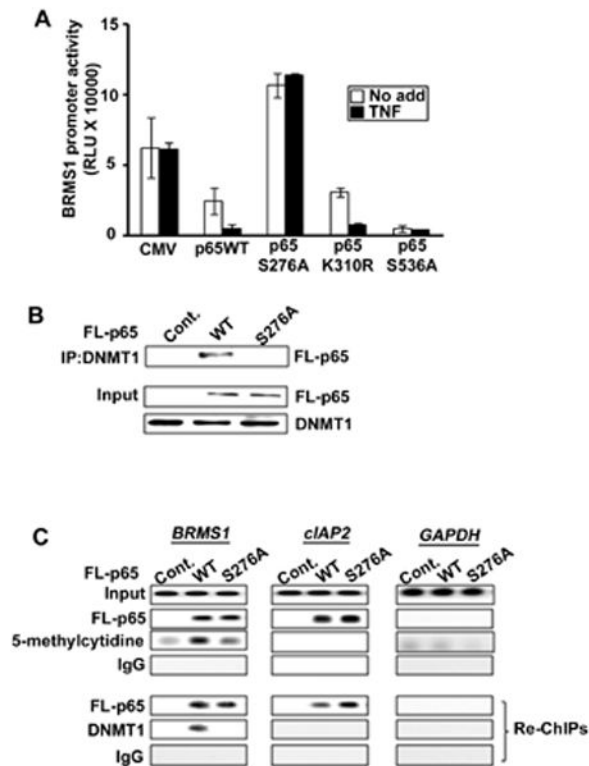 A
BRMS1 promoter activity
(RLU X 10000)
15
10
5
0
No add
TNF
CMV
p65WT
p65
S276A
p65
K310R
p65
S536A
B
FL-p65
Cont.
WT
S276A
IP:DNMT1
FL-p65
Input
FL-p65
DNMT1
C
BRMS1
cIAP2
GAPDH
FL-p65
Cont.
WT
S276A
Cont.
WT
S276A
Cont.
WT
S276A
Input
FL-p65
5-methylcytidine
IgG
FL-p65
DNMT1
IgG
Re-ChIPs